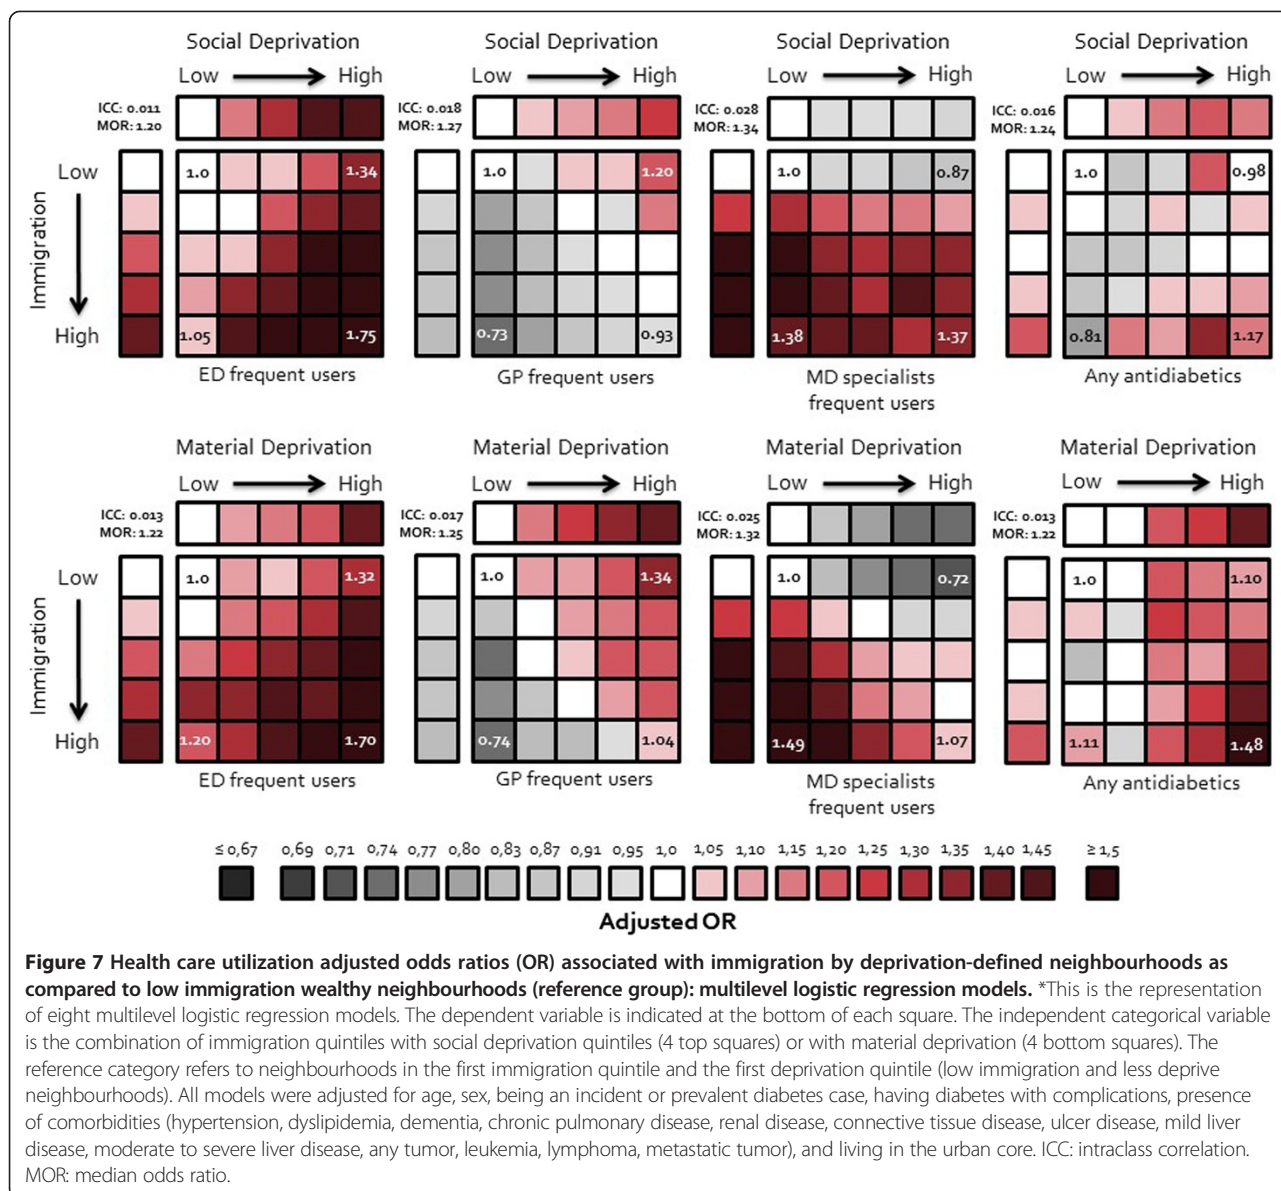 Social Deprivation Social Deprivation Social Deprivation Social Deprivation
Low High Low High Low High Low High
ICC: 0.011 ICC: 0.018 ICC: 0.028 ICC: 0.016
MOR: 1.20 MOR: 1.27 MOR: 1.34 MOR: 1.24
Low 1.0 1.34 1.0 1.20 1.0 0.87 1.0 0.98
Immigration
High 1.05 1.75 0.73 0.93 1.38 1.37 0.81 1.17
ED frequent users GP frequent users MD specialists Any antidiabetics
frequent users
Material Deprivation Material Deprivation Material Deprivation Material Deprivation
Low High Low High Low High Low High
ICC: 0.013 ICC: 0.017 ICC: 0.025 ICC: 0.013
MOR: 1.22 MOR: 1.25 MOR: 1.32 MOR: 1.22
Low 1.0 1.32 1.0 1.34 1.0 0.72 1.0 1.10
Immigration
High 1.20 1.70 0.74 1.04 1.49 1.07 1.11 1.48
ED frequent users GP frequent users MD specialists Any antidiabetics
frequent users
≤ 0,67 0,69 0,71 0,74 0,77 0,80 0,83 0,87 0,91 0,95 1,0 1,05 1,10 1,15 1,20 1,25 1,30 1,35 1,40 1,45 ≥ 1,5
Adjusted OR
Figure 7 Health care utilization adjusted odds ratios (OR) associated with immigration by deprivation-defined neighbourhoods as
compared to low immigration wealthy neighbourhoods (reference group): multilevel logistic regression models. *This is the representation
of eight multilevel logistic regression models. The dependent variable is indicated at the bottom of each square. The independent categorical variable
is the combination of immigration quintiles with social deprivation quintiles (4 top squares) or with material deprivation (4 bottom squares). The
reference category refers to neighbourhoods in the first immigration quintile and the first deprivation quintile (low immigration and less deprive
neighbourhoods). All models were adjusted for age, sex, being an incident or prevalent diabetes case, having diabetes with complications, presence
of comorbidities (hypertension, dyslipidemia, dementia, chronic pulmonary disease, renal disease, connective tissue disease, ulcer disease, mild liver
disease, moderate to severe liver disease, any tumor, leukemia, lymphoma, metastatic tumor), and living in the urban core. ICC: intraclass correlation.
MOR: median odds ratio.